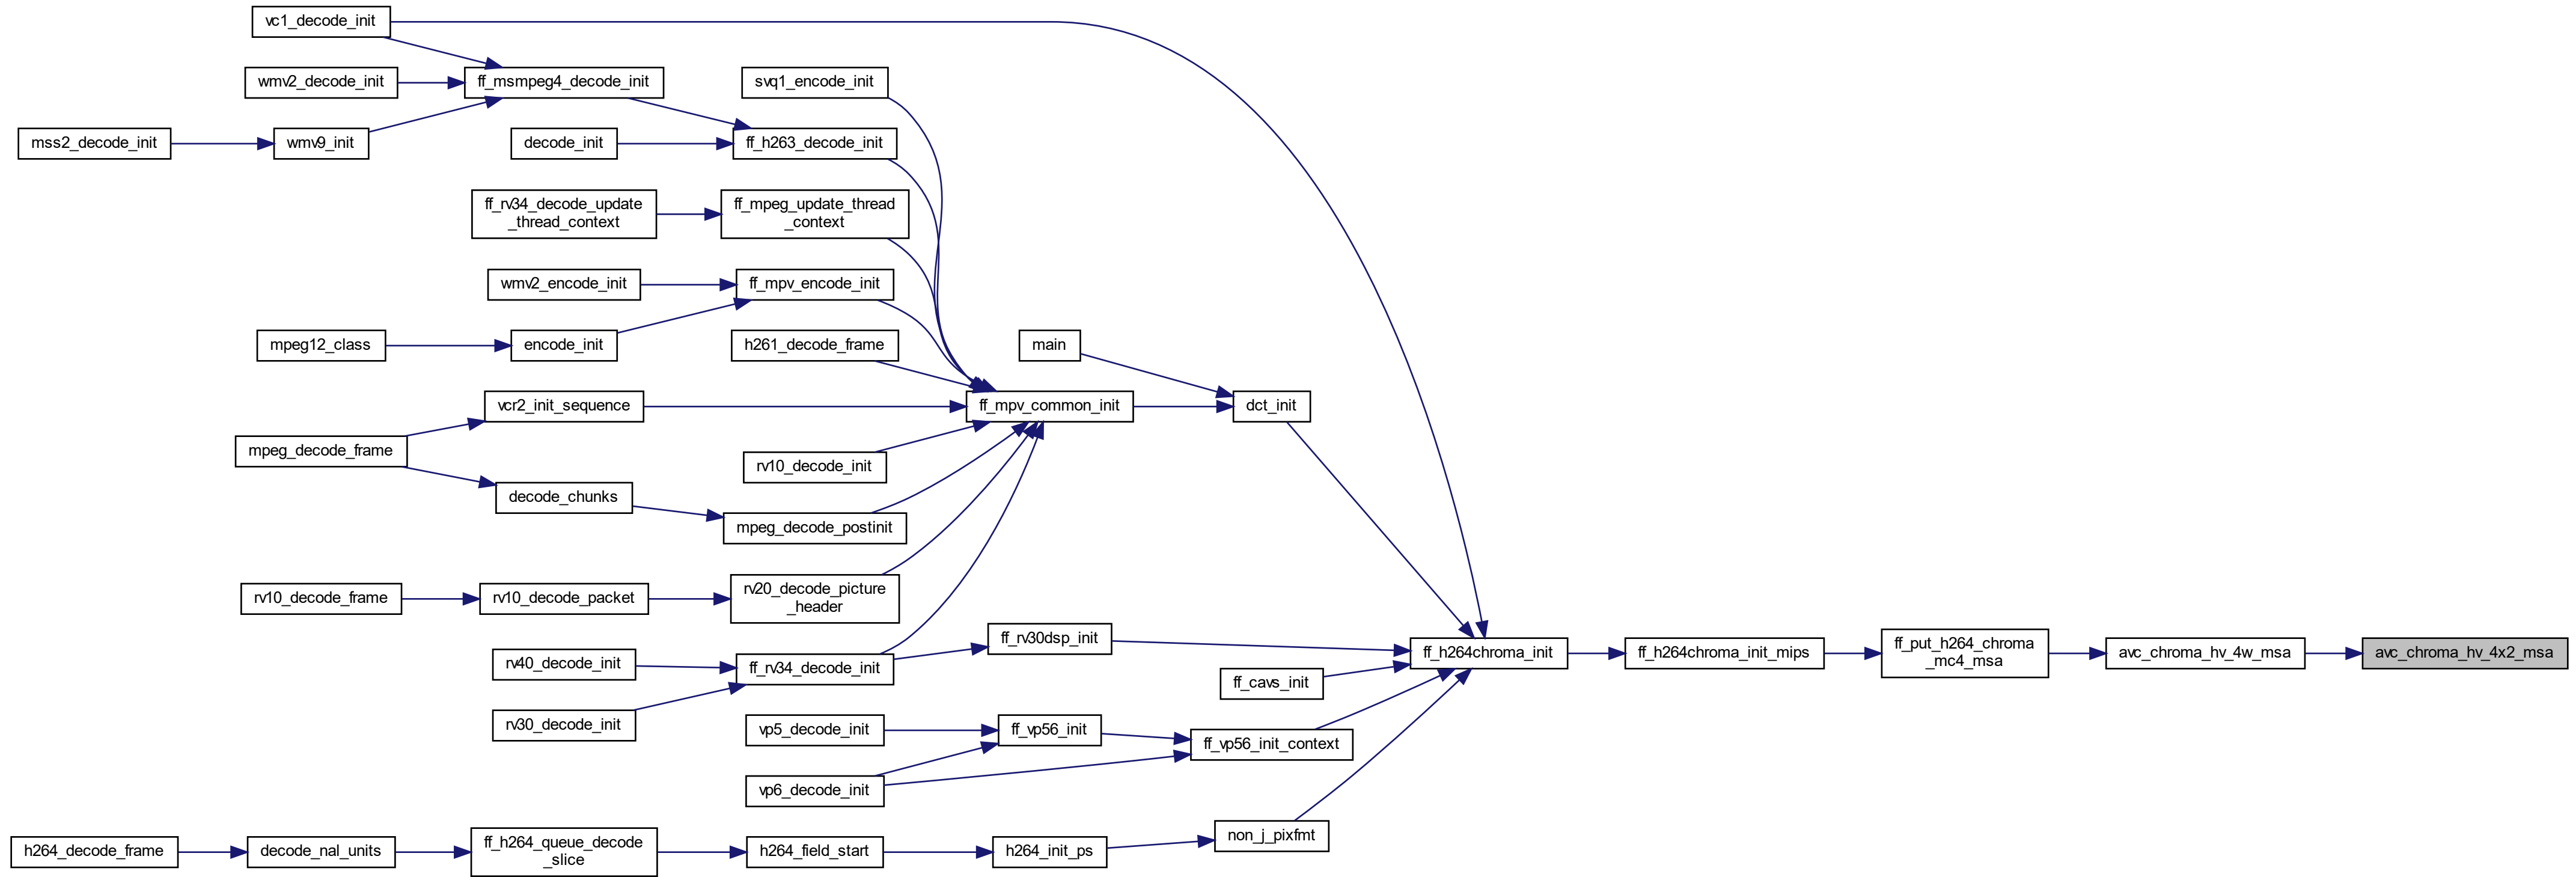 vc1_decode_init
wmv2_decode_init
ff_msmpeg4_decode_init
svq1_encode_init
mss2_decode_init
wmv9_init
decode_init
ff_h263_decode_init
ff_rv34_decode_update
_thread_context
ff_mpeg_update_thread
_context
wmv2_encode_init
ff_mpv_encode_init
mpeg12_class
encode_init
h261_decode_frame
main
vcr2_init_sequence
ff_mpv_common_init
dct_init
mpeg_decode_frame
rv10_decode_init
decode_chunks
mpeg_decode_postinit
rv10_decode_frame
rv10_decode_packet
rv20_decode_picture
_header
ff_rv30dsp_init
rv40_decode_init
ff_rv34_decode_init
ff_h264chroma_init
ff_h264chroma_init_mips
ff_put_h264_chroma
_mc4_msa
avc_chroma_hv_4w_msa
avc_chroma_hv_4x2_msa
ff_cavs_init
rv30_decode_init
vp5_decode_init
ff_vp56_init
ff_vp56_init_context
vp6_decode_init
non_j_pixfmt
h264_decode_frame
decode_nal_units
ff_h264_queue_decode
_slice
h264_field_start
h264_init_ps